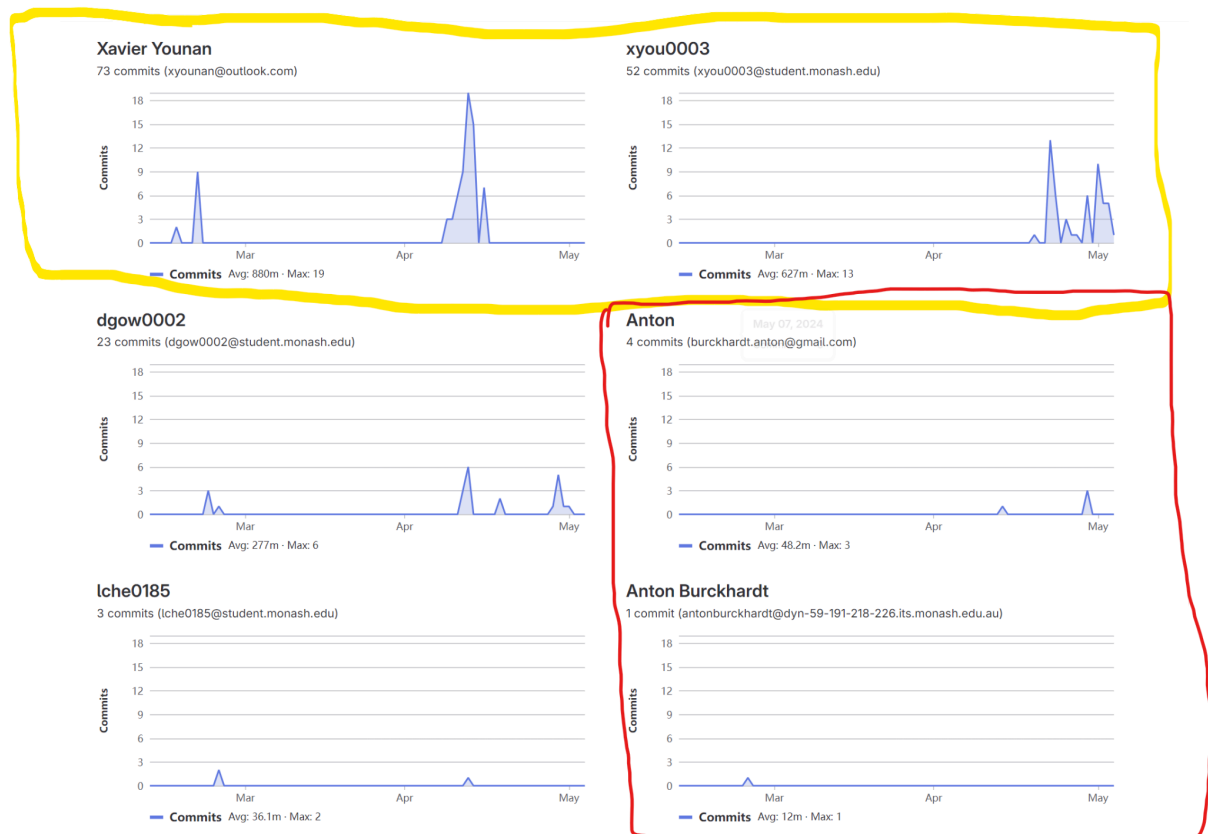 Xavier Younan
73 commits (xyounan@outlook.com)
18
15
12
9
6
3
0
Commits
Mar
Apr
May
Commits Avg: 880m · Max: 19
xyou0003
52 commits (xyou0003@student.monash.edu)
18
15
12
9
6
3
0
Commits
Mar
Apr
May
Commits Avg: 627m · Max: 13
dgow0002
23 commits (dgow0002@student.monash.edu)
18
15
12
9
6
3
0
Commits
Mar
Apr
May
Commits Avg: 277m · Max: 6
Anton
May 07, 2024
4 commits (burckhardt.anton@gmail.com)
18
15
12
9
6
3
0
Commits
Mar
Apr
May
Commits Avg: 48.2m · Max: 3
lche0185
3 commits (lche0185@student.monash.edu)
18
15
12
9
6
3
0
Commits
Mar
Apr
May
Commits Avg: 36.1m · Max: 2
Anton Burckhardt
1 commit (antonburckhardt@dyn-59-191-218-226.its.monash.edu.au)
18
15
12
9
6
3
0
Commits
Mar
Apr
May
Commits Avg: 12m · Max: 1